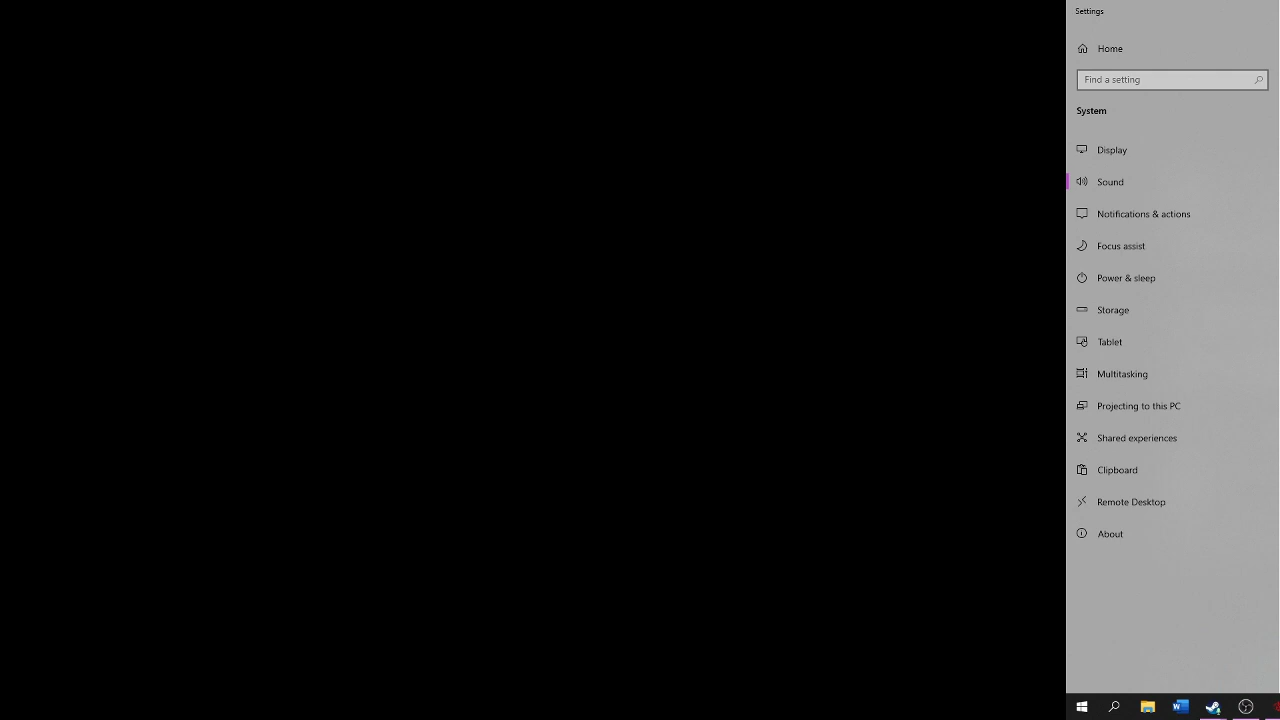 Settings
Home
Find a setting
System
Display
Sound
Notifications & actions
Focus assist
Power & sleep
Storage
Tablet
Multitasking
Projecting to this PC
Shared experiences
Clipboard
Remote Desktop
About